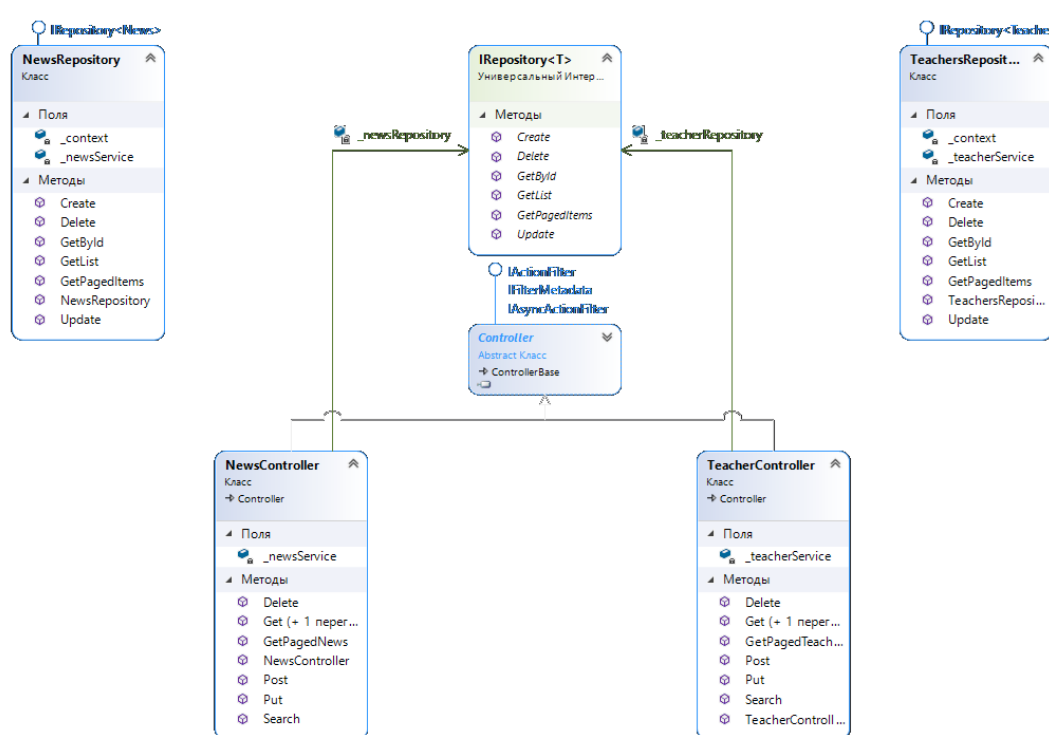 IRepository<News>
NewsRepository
Класс
Поля
_context
_newsService
Методы
Create
Delete
GetById
GetList
GetPagedItems
NewsRepository
Update
_newsRepository
IRepository<T>
Универсальный Интер...
Методы
Create
Delete
GetById
GetList
GetPagedItems
Update
_teacherRepository
IRepository<Teache
TeachersReposit...
Класс
Поля
_context
_teacherService
Методы
Create
Delete
GetById
GetList
GetPagedItems
TeachersReposi...
Update
IActionFilter
IFilterMetadata
IAsyncActionFilter
Controller
Abstract Класс
ControllerBase
NewsController
Класс
Controller
Поля
_newsService
Методы
Delete
Get (+ 1 перег...
GetPagedNews
NewsController
Post
Put
Search
TeacherController
Класс
Controller
Поля
_teacherService
Методы
Delete
Get (+ 1 перег...
GetPagedTeach...
Post
Put
Search
TeacherControll...